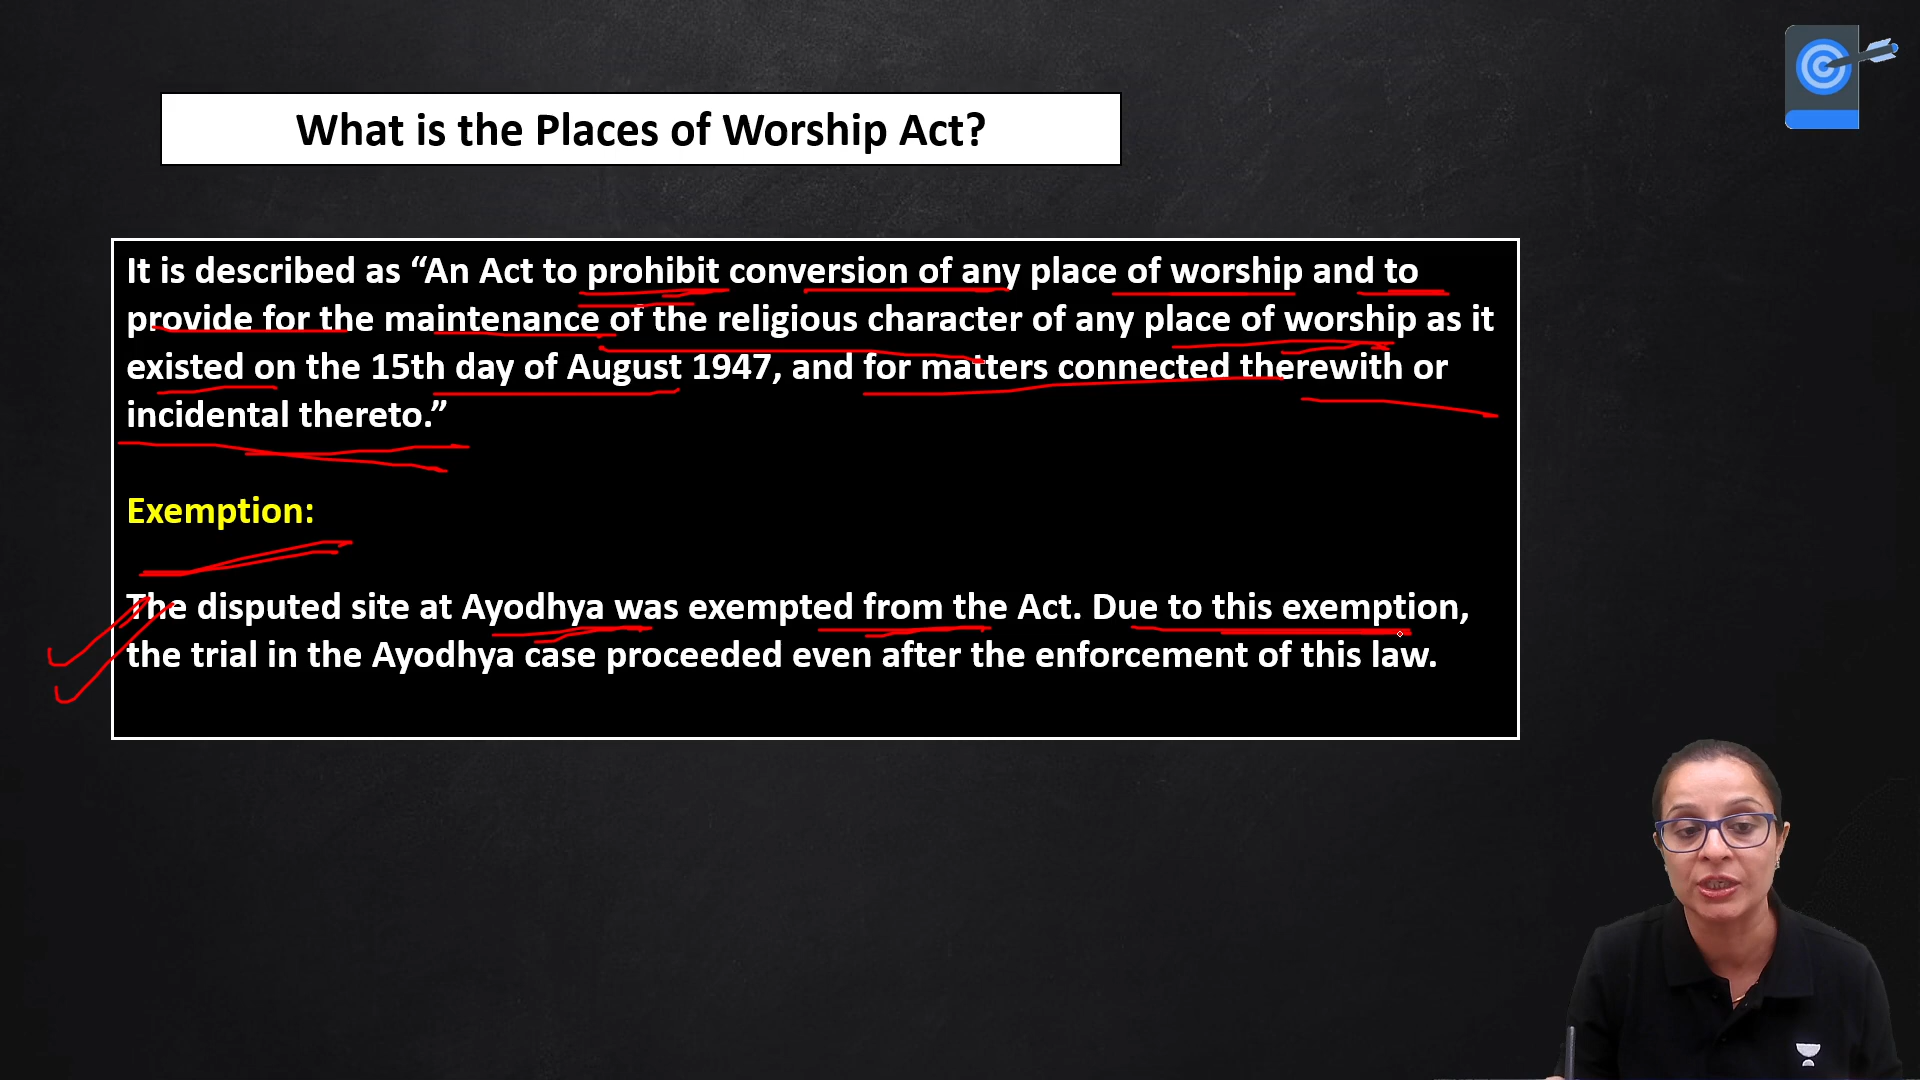 What is the Places of Worship Act?
It is described as “An Act to prohibit conversion of any place of worship and to
provide for the maintenance of the religious character of any place of worship as it
existed on the 15th day of August 1947, and for matters connected therewith or
incidental thereto.”
Exemption:
The disputed site at Ayodhya was exempted from the Act. Due to this exemption,
the trial in the Ayodhya case proceeded even after the enforcement of this law.